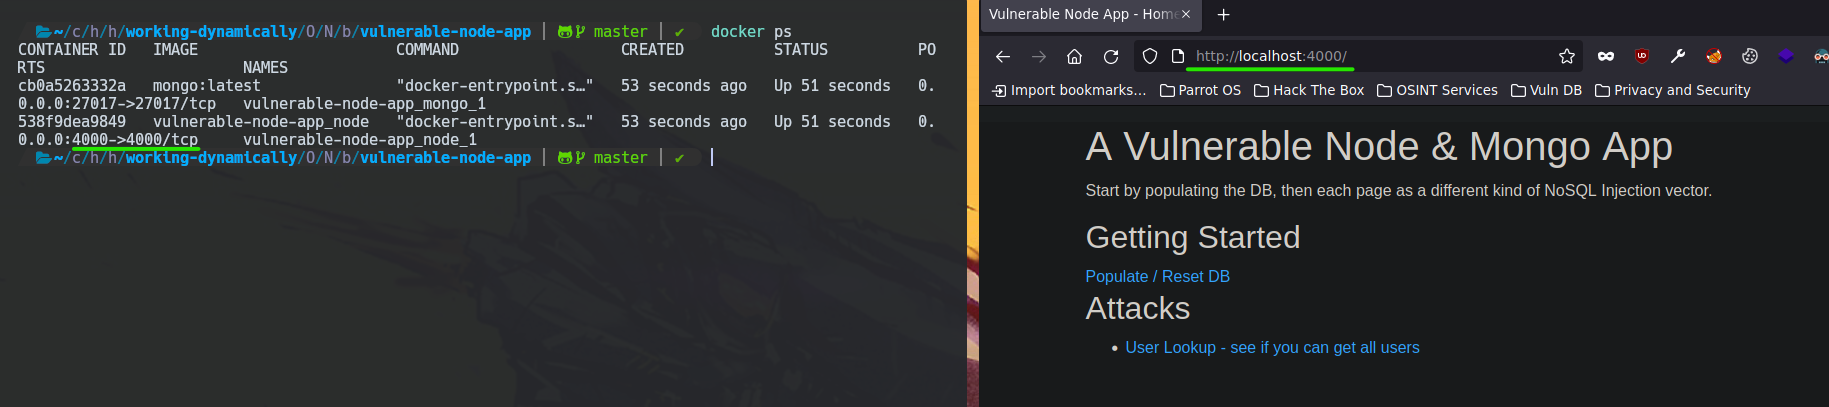 ~/c/h/h/working-dynamically/O/N/b/vulnerable-node-app | master | ✔ docker ps
CONTAINER ID IMAGE COMMAND CREATED STATUS PO
RTS NAMES
cb0a5263332a mongo:latest "docker-entrypoint.s…" 53 seconds ago Up 51 seconds 0.
0.0.0:27017->27017/tcp vulnerable-node-app_mongo_1
538f9dea9849 vulnerable-node-app_node "docker-entrypoint.s…" 53 seconds ago Up 51 seconds 0.
0.0.0:4000->4000/tcp vulnerable-node-app_node_1
~/c/h/h/working-dynamically/O/N/b/vulnerable-node-app | master | ✔
Vulnerable Node App - Home
http://localhost:4000/
Import bookmarks... Parrot OS Hack The Box OSINT Services Vuln DB Privacy and Security
A Vulnerable Node & Mongo App
Start by populating the DB, then each page as a different kind of NoSQL Injection vector.
Getting Started
Populate / Reset DB
Attacks
• User Lookup - see if you can get all users